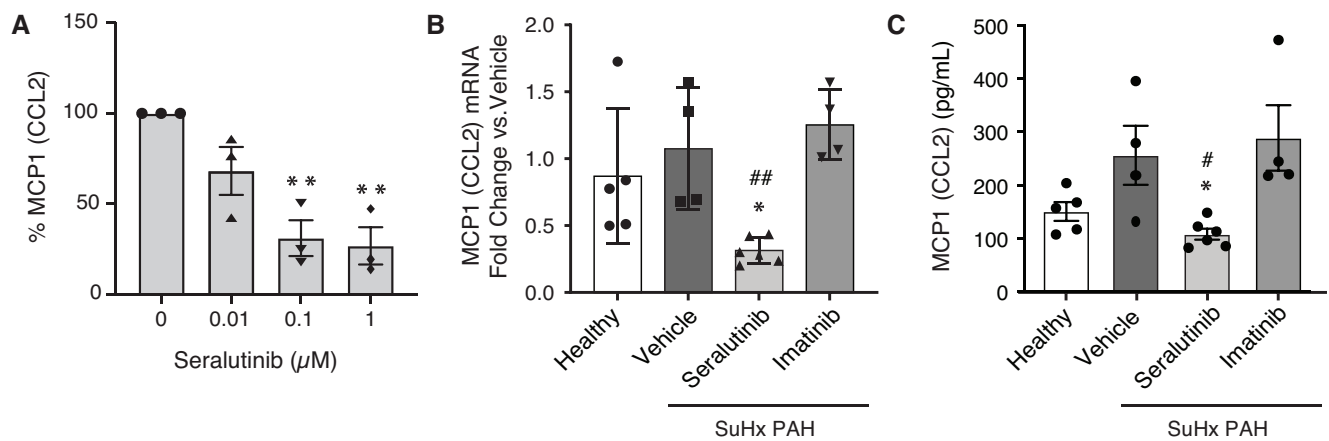 A
% MCP1 (CCL2)
150
100
50
0
* *
* *
0
0.01
0.1
1
Seralutinib (µM)
B
MCP1 (CCL2) mRNA
Fold Change vs.Vehicle
2.0
1.5
1.0
0.5
0.0
##
*
Healthy
Vehicle
Seralutinib
Imatinib
SuHx PAH
C
MCP1 (CCL2) (pg/mL)
500
400
300
200
100
0
#
*
Healthy
Vehicle
Seralutinib
Imatinib
SuHx PAH